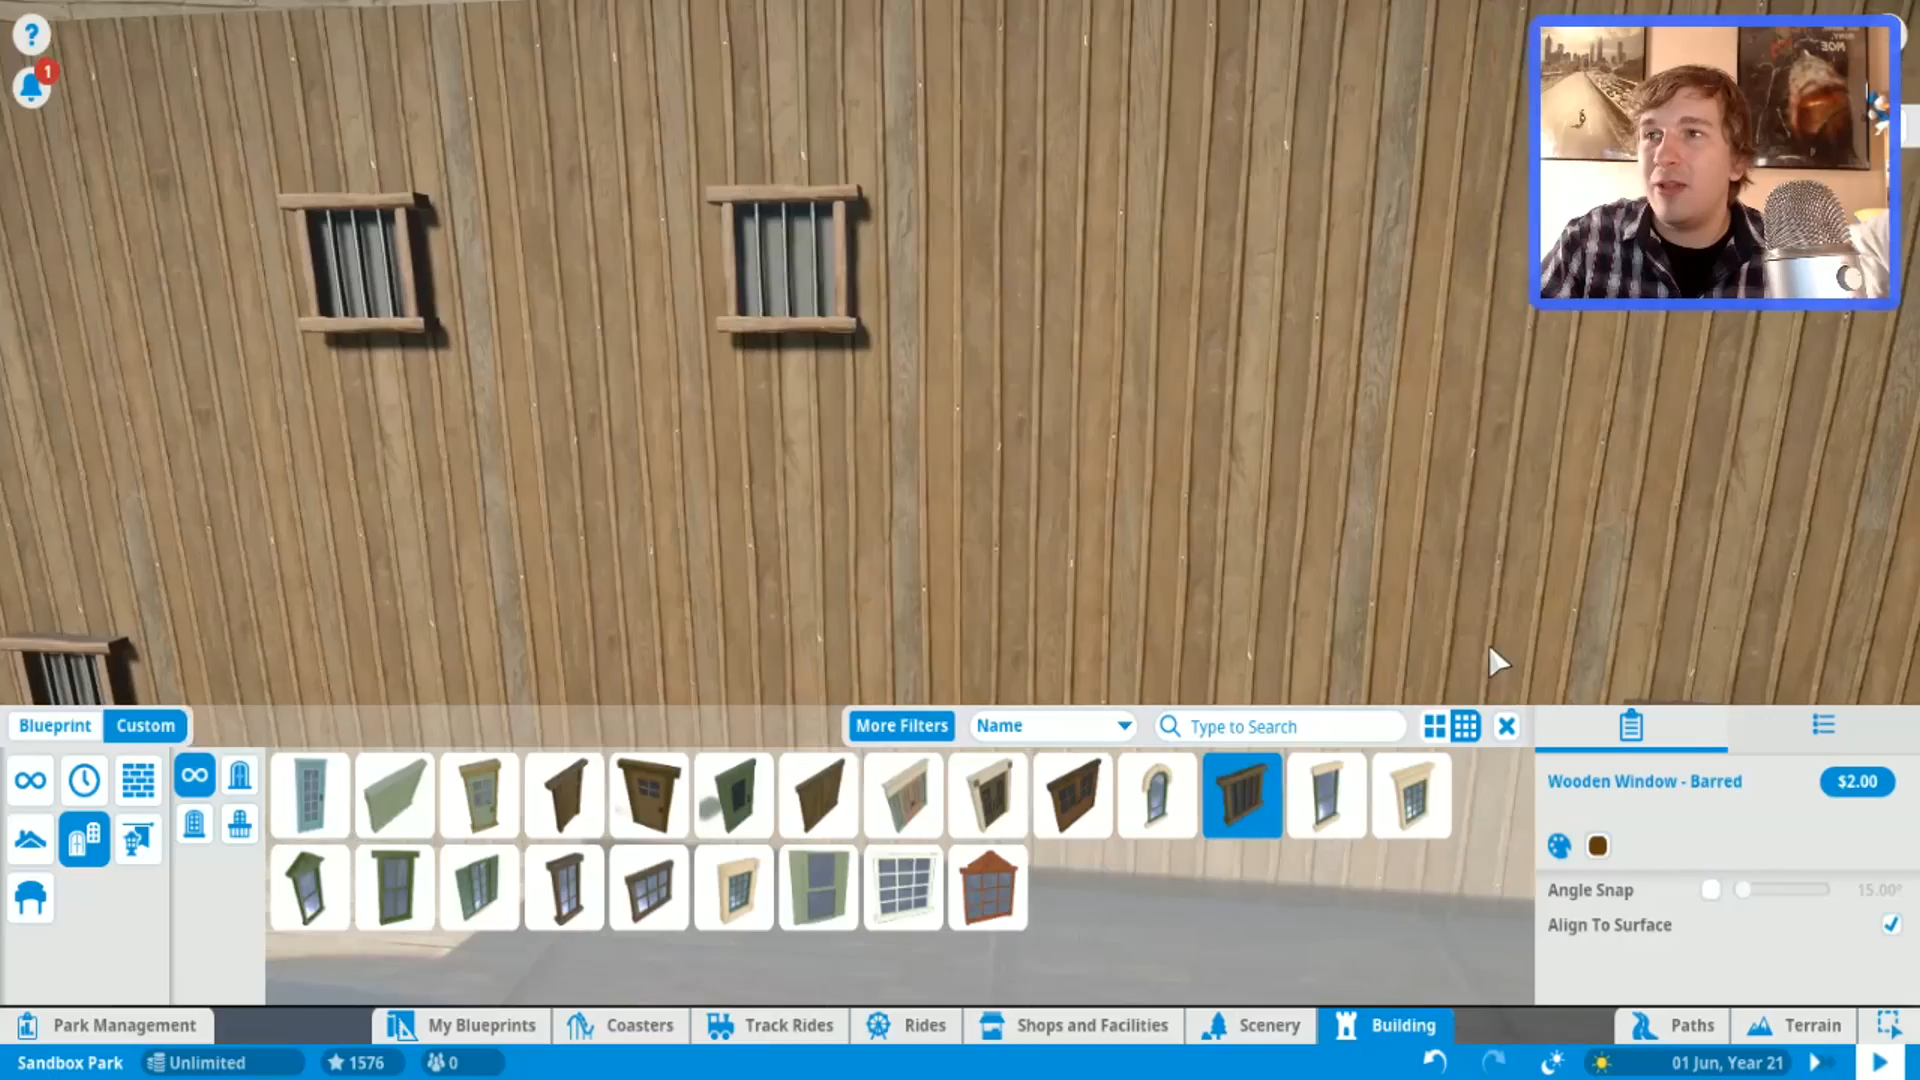 ?
1
Blueprint
Custom
More Filters
Name
Type to Search
Wooden Window - Barred
$2.00
Angle Snap
15.00°
Align To Surface
Park Management
My Blueprints
Coasters
Track Rides
Rides
Shops and Facilities
Scenery
Building
Paths
Terrain
Sandbox Park
Unlimited
1576
0
01 Jun, Year 21